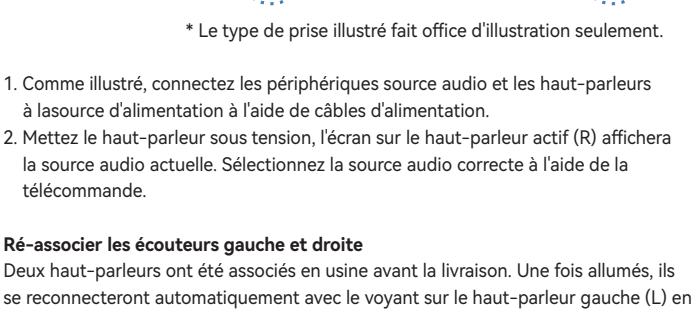 * Le type de prise illustré fait office d'illustration seulement.
1. Comme illustré, connectez les périphériques source audio et les haut-parleurs
à lasource d'alimentation à l'aide de câbles d'alimentation.
2. Mettez le haut-parleur sous tension, l'écran sur le haut-parleur actif (R) affichera
la source audio actuelle. Sélectionnez la source audio correcte à l'aide de la
télécommande.
Ré-associer les écouteurs gauche et droite
Deux haut-parleurs ont été associés en usine avant la livraison. Une fois allumés, ils
se reconnecteront automatiquement avec le voyant sur le haut-parleur gauche (L) en